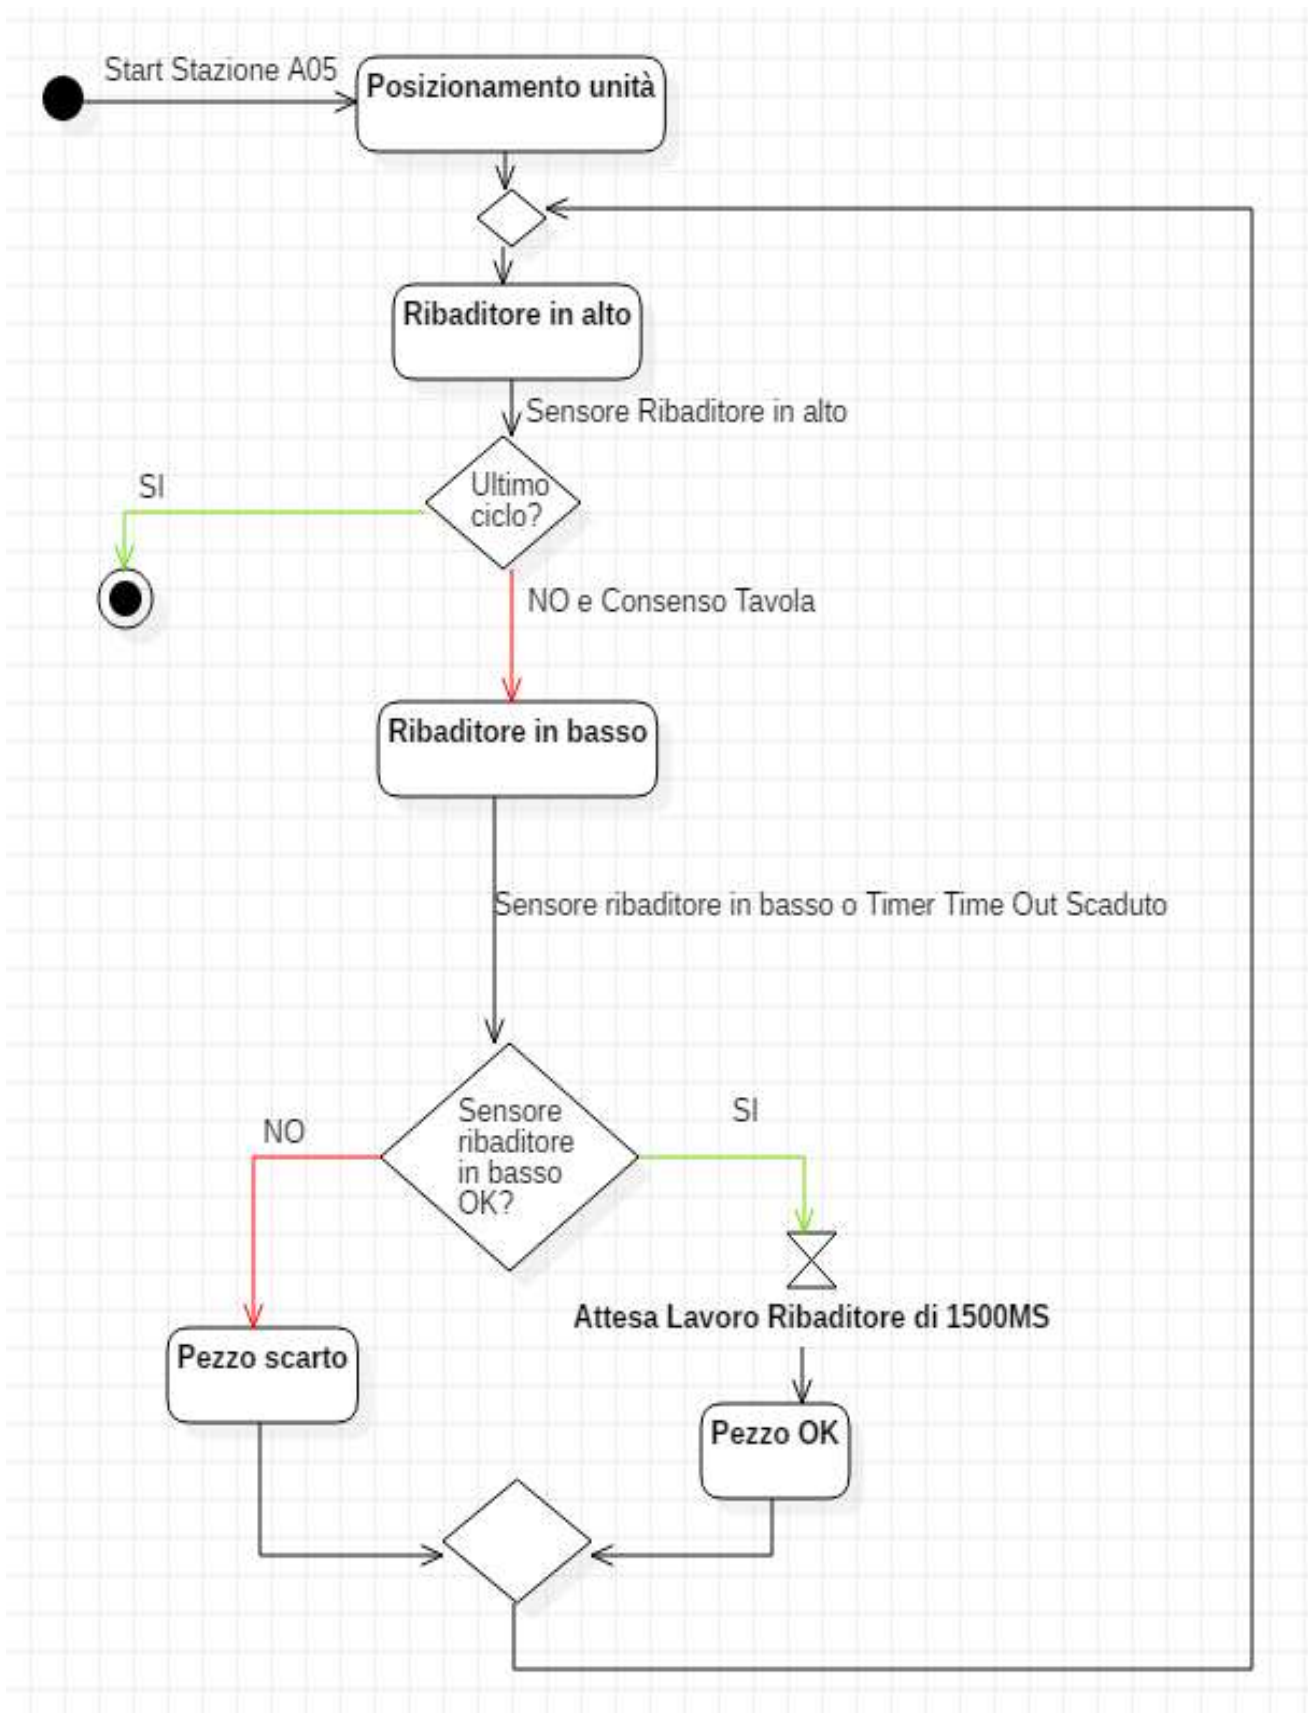 Start Stazione A05
Posizionamento unità
Ribaditore in alto
Sensore Ribaditore in alto
Ultimo
ciclo?
SI
NO e Consenso Tavola
Ribaditore in basso
Sensore ribaditore in basso o Timer Time Out Scaduto
Sensore
ribaditore
in basso
OK?
NO
SI
Attesa Lavoro Ribaditore di 1500MS
Pezzo scarto
Pezzo OK